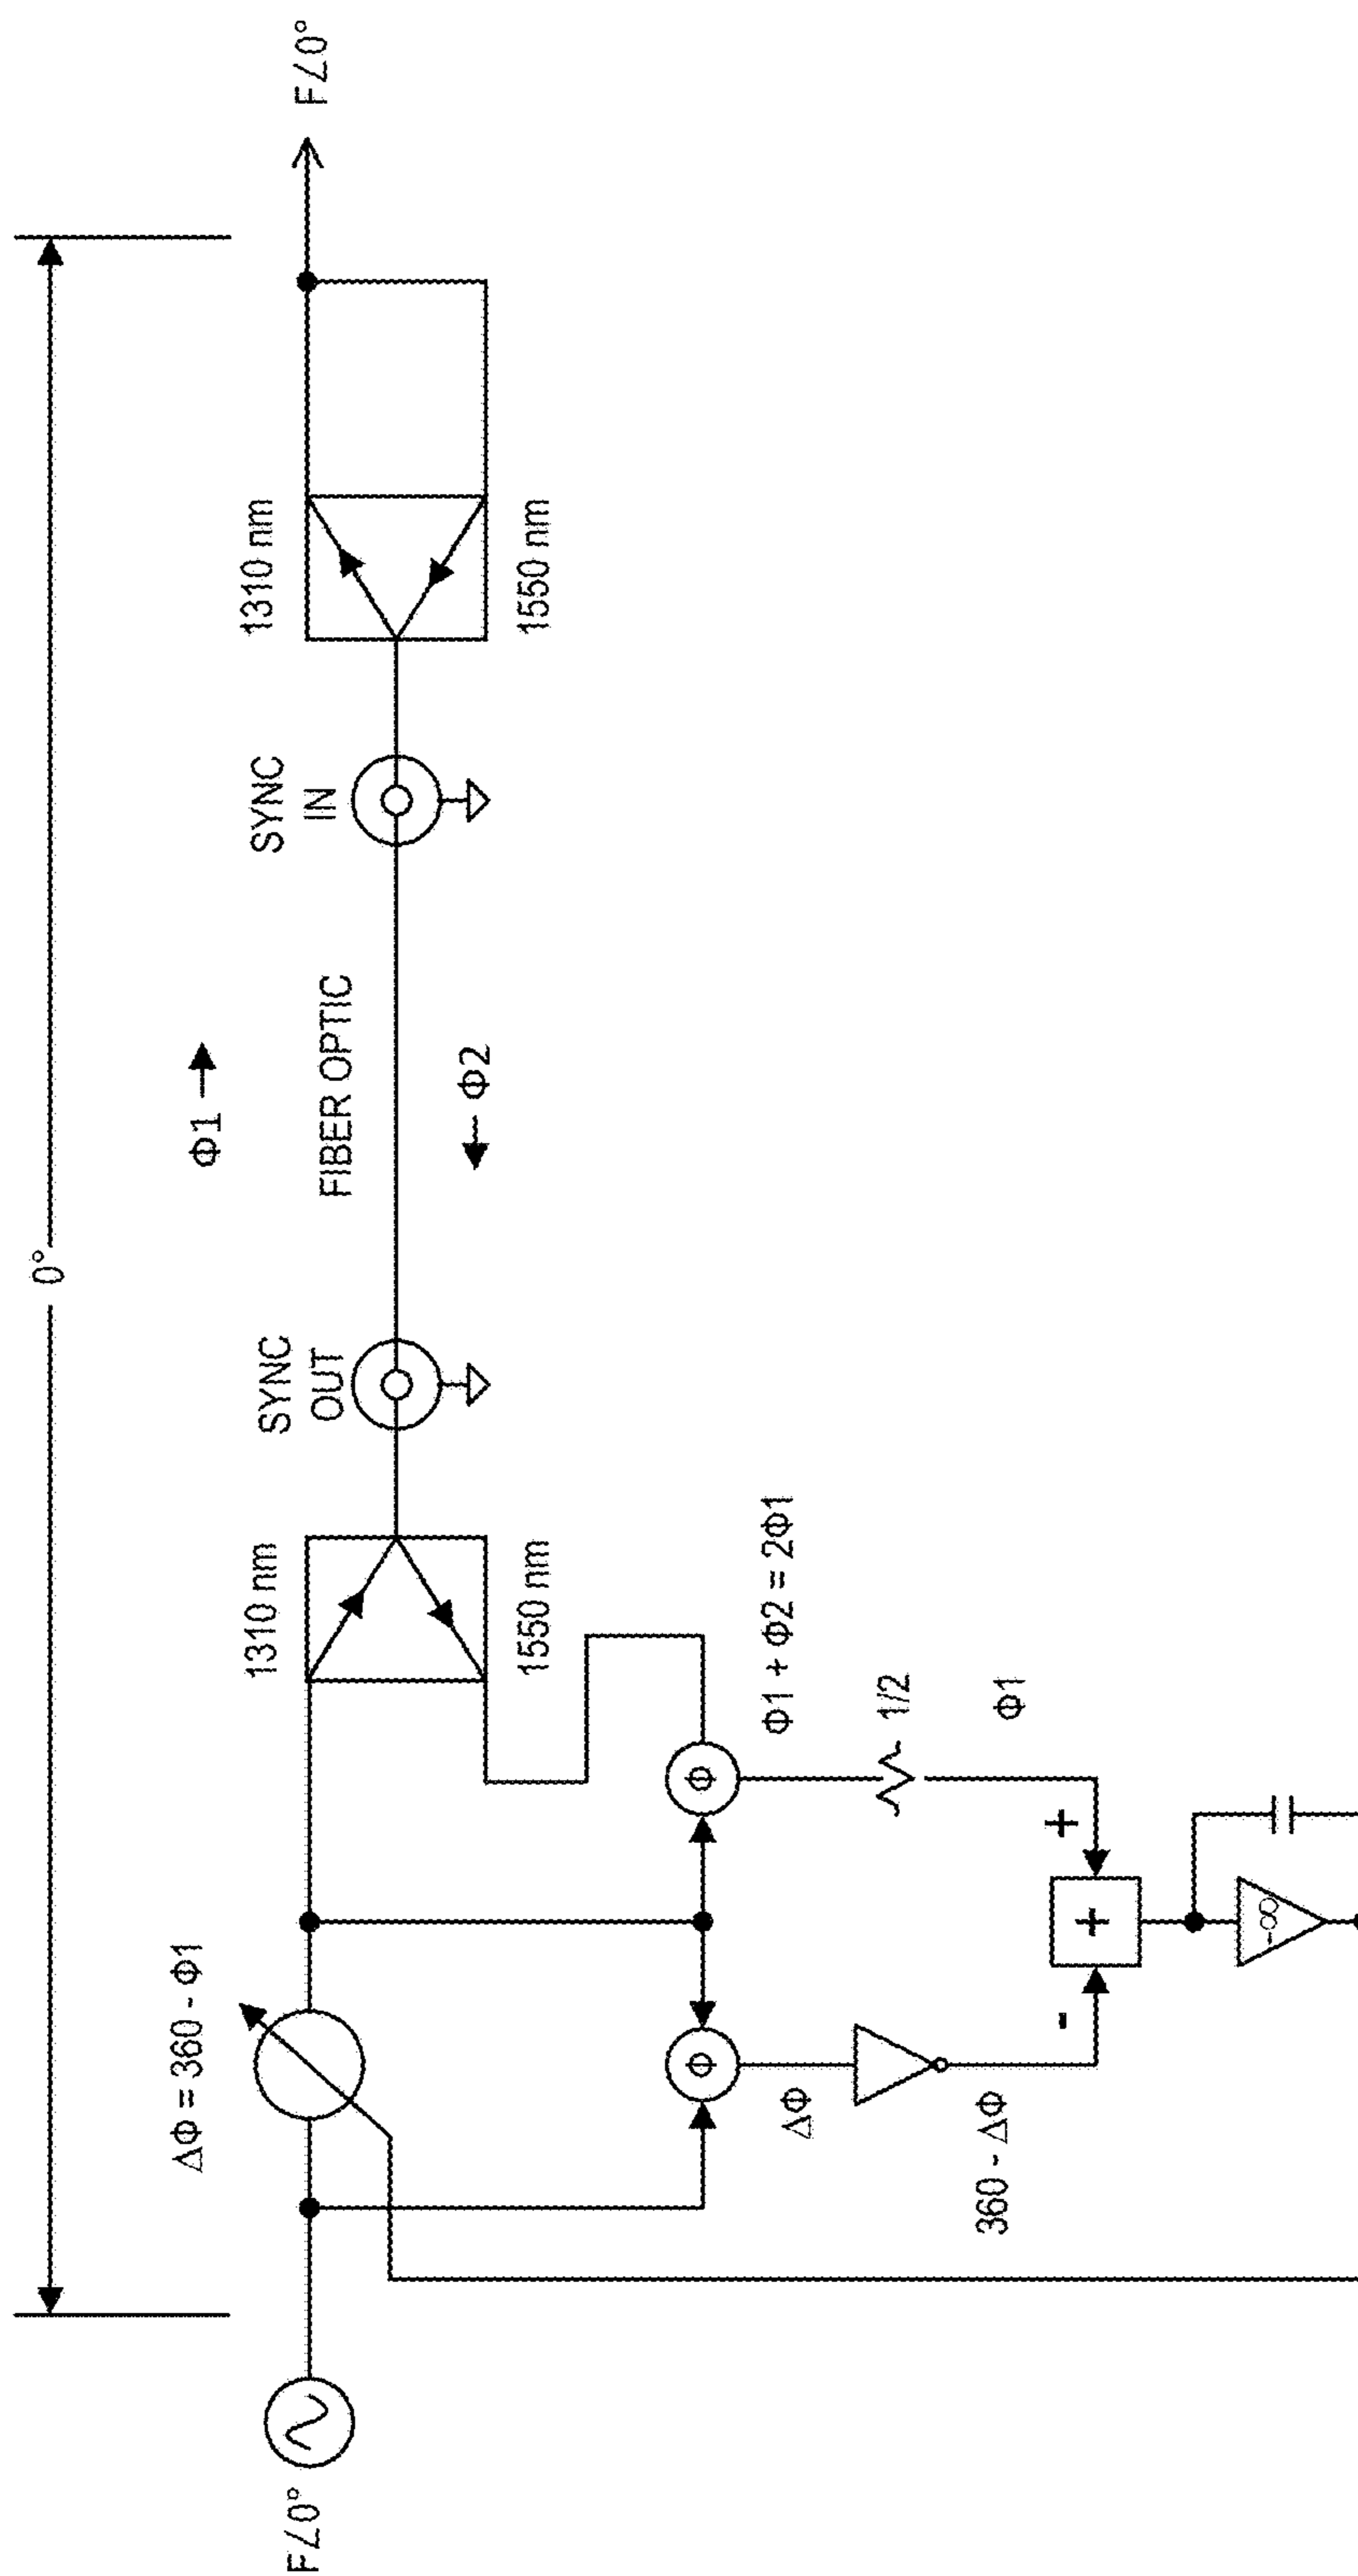 0°
Φ1
F∠0°
ΔΦ = 360 - Φ1
1310 nm
SYNC
OUT
FIBER OPTIC
SYNC
IN
1310 nm
F∠0°
1550 nm
Φ2
1550 nm
Φ
Φ
ΔΦ
Φ1 + Φ2 = 2Φ1
1/2
360 - ΔΦ
Φ1
-
+
+
-∞